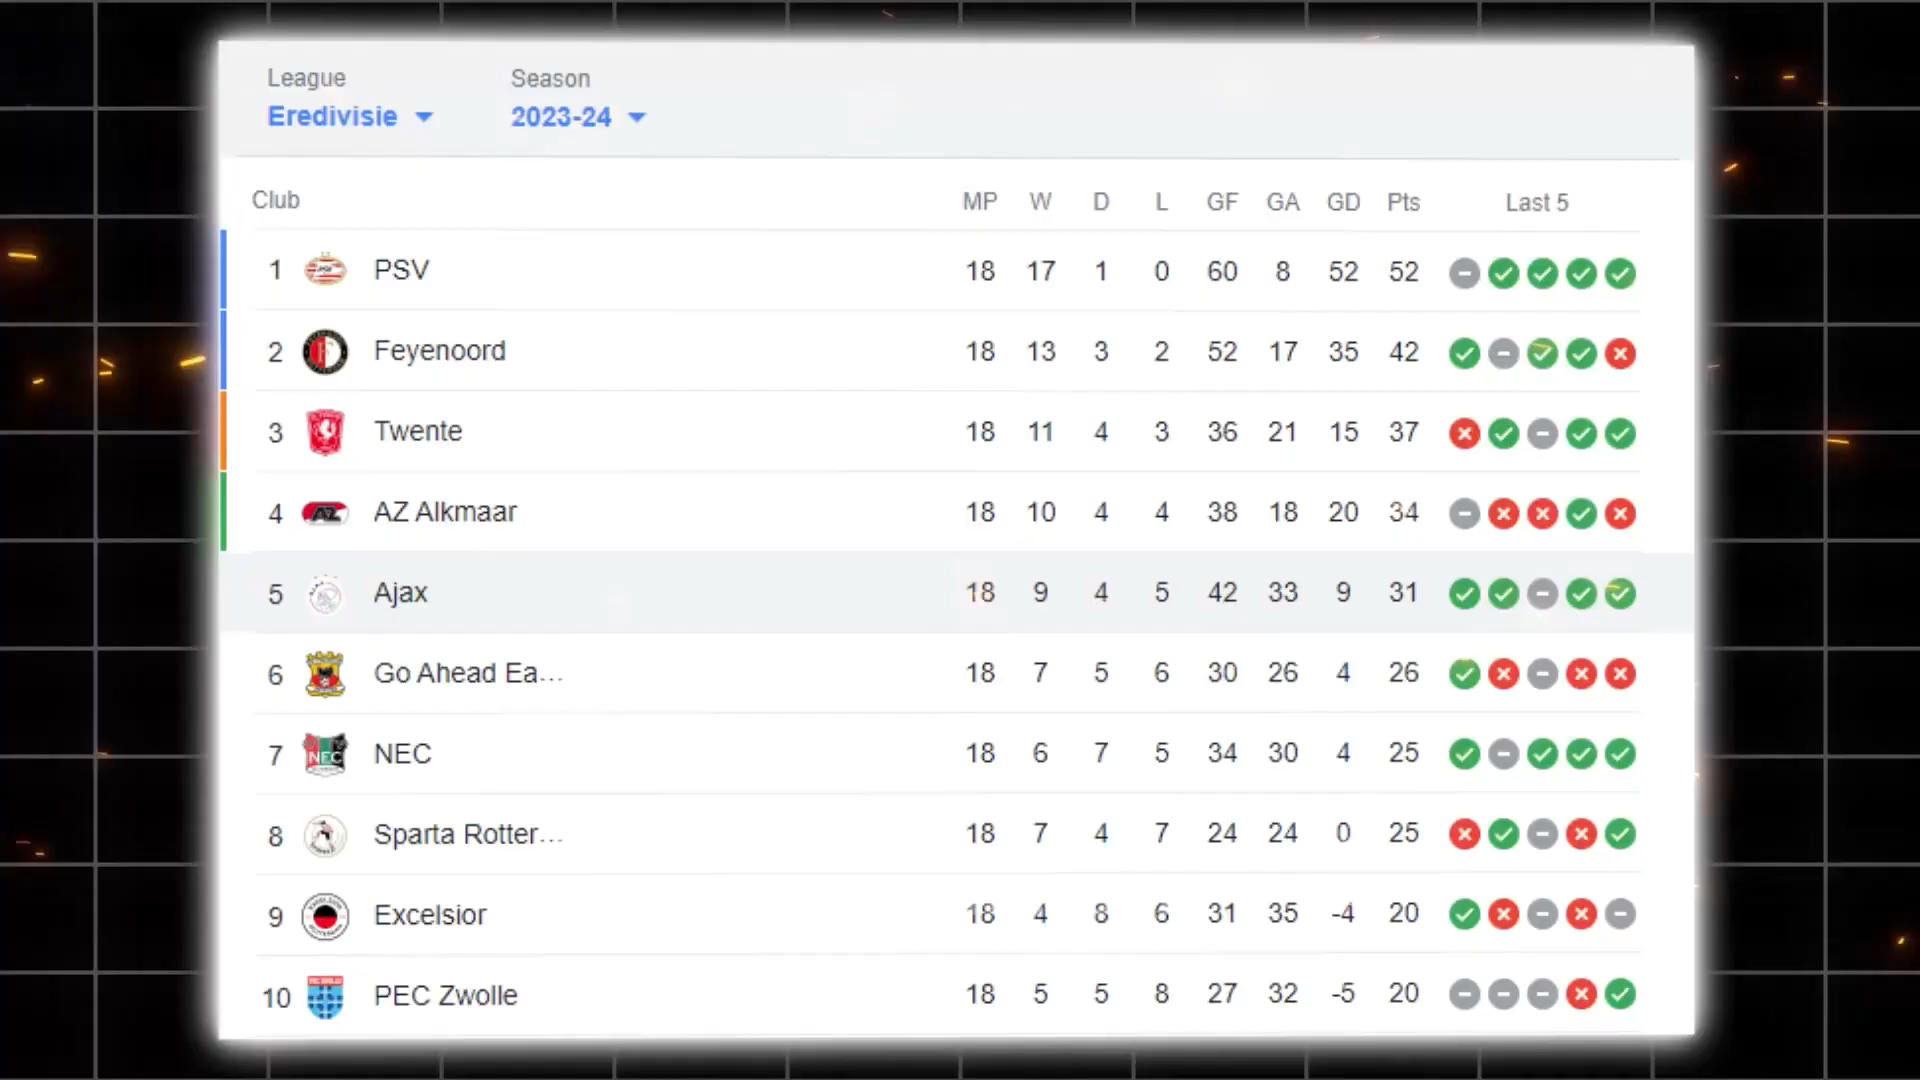 League Season
Eredivisie 2023-24
Club MP W D L GF GA GD Pts Last 5
1 PSV 18 17 1 0 60 8 52 52
2 Feyenoord 18 13 3 2 52 17 35 42
3 Twente 18 11 4 3 36 21 15 37
4 AZ Alkmaar 18 10 4 4 38 18 20 34
5 Ajax 18 9 4 5 42 33 9 31
6 Go Ahead Ea... 18 7 5 6 30 26 4 26
7 NEC 18 6 7 5 34 30 4 25
8 Sparta Rotter... 18 7 4 7 24 24 0 25
9 Excelsior 18 4 8 6 31 35 -4 20
10 PEC Zwolle 18 5 5 8 27 32 -5 20